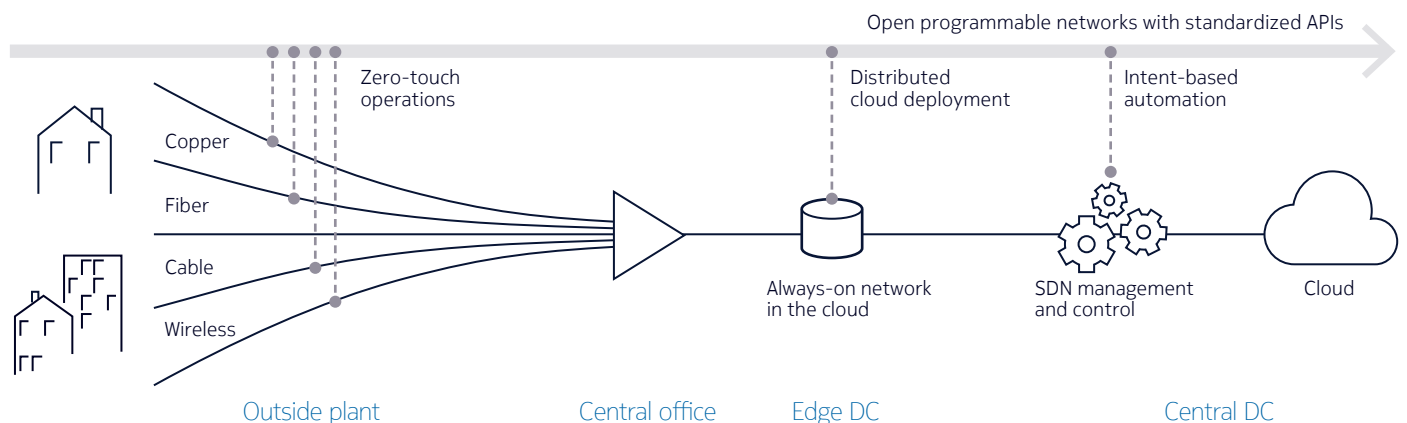 Open programmable networks with standardized APIs
Zero-touch
operations
Distributed
cloud deployment
Intent-based
automation
Copper
Fiber
Cable
Wireless
Always-on network
in the cloud
SDN management
and control
Cloud
Outside plant
Central office
Edge DC
Central DC